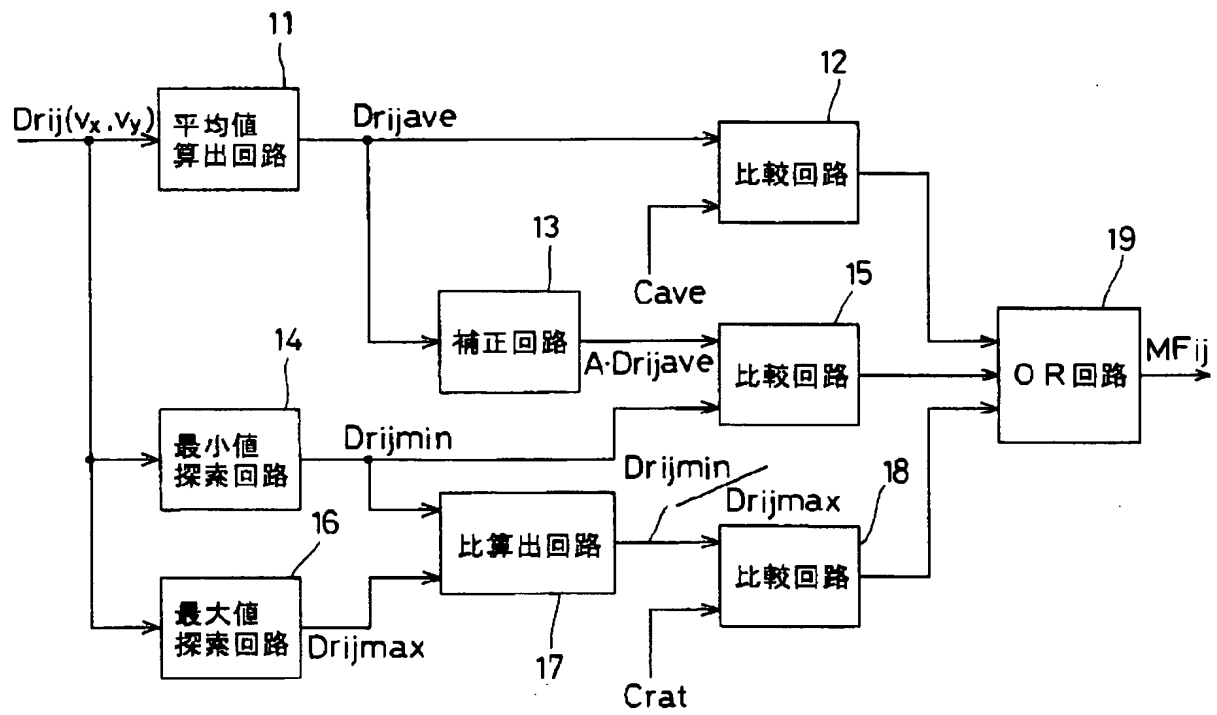 11
Drij(vx,vy)
平均値
算出回路
Drijave
12
比較回路
Cave
13
補正回路
A・Drijave
15
比較回路
19
OR回路
MFij
14
最小値
探索回路
Drijmin
16
最大値
探索回路
Drijmax
比算出回路
17
Drijmin
Drijmax
18
比較回路
Crat